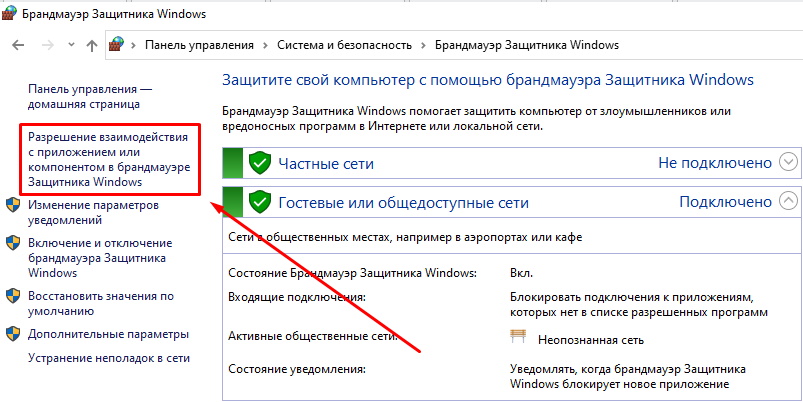 Брандмауэр Защитника Windows
Панель управления › Система и безопасность › Брандмауэр Защитника Windows
Панель управления —
домашняя страница
Разрешение взаимодействия
с приложением или
компонентом в брандмауэре
Защитника Windows
Изменение параметров
уведомлений
Включение и отключение
брандмауэра Защитника
Windows
Восстановить значения по
умолчанию
Дополнительные параметры
Устранение неполадок в сети
Защитите свой компьютер с помощью брандмауэра Защитника Windows
Брандмауэр Защитника Windows помогает защитить компьютер от злоумышленников или
вредоносных программ в Интернете или локальной сети.
Частные сети Не подключено
Гостевые или общедоступные сети Подключено
Сети в общественных местах, например в аэропортах или кафе
Состояние Брандмауэр Защитника Windows: Вкл.
Входящие подключения: Блокировать подключения к приложениям,
которых нет в списке разрешенных программ
Активные общественные сети: Неопознанная сеть
Состояние уведомления: Уведомлять, когда брандмауэр Защитника
Windows блокирует новое приложение